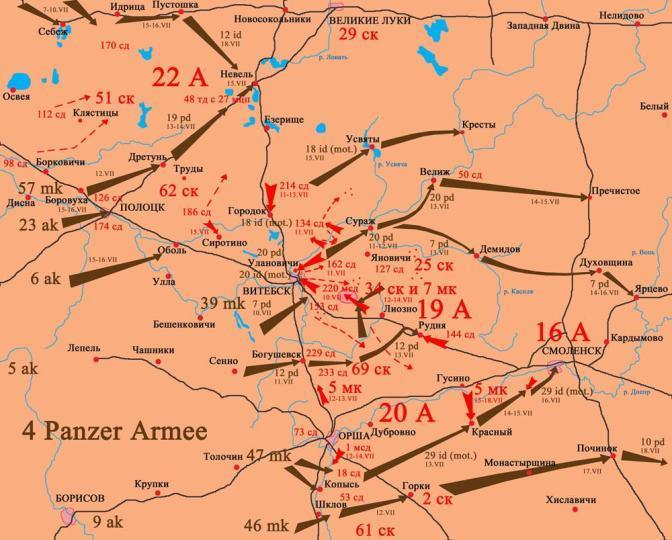 7-10.VII
Идрица
Пустошка
15-16.VII
Себеж
170 сд
12 id
18.VII
Новосокольники
ВЕЛИКИЕ ЛУКИ
29 ск
Западная Двина
Нелидово
р. Ловать
22 А
Невель
15.VII
48 тд с 27 мцп
Освея
51 ск
112 сд
Клястицы
19 pd
13-14.VII
Езерище
Белый
Усвяты
Кресты
18 id (mot.)
15.VII
р. Усвяча
98 сд
Борковичи
Дретунь
12.VII
Труды
62 ск
57 mk
Дисна
Боровуха
15-16.VII
126 сд
ПОЛОЦК
174 сд
23 ak
186 сд
15.VII
Сиротино
214 сд
11-13.VII
Городок
18 id (mot.)
134 сд
11.VII
Велиж
50 сд
20 pd
13.VII
14-15.VII
Пречистое
Сураж
20 pd
11-12.VII
7 pd
13.VII
Демидов
Оболь
6 ak
Улла
20 pd
Улановичи
20 id (mot.)
162 сд
11.VII
Яновичи
127 сд
25 ск
Духовщина
р. Вопь
7 pd
14-16.VII
Ярцево
ВИТЕБСК
220 мсд
10.VII
153 сд
34 ск и 7 мк
12-14.VII
р. Каспля
39 mk
7 pd
10.VII
Лиозно
19 А
Рудня
144 сд
Бешенковичи
Кардымово
16 А
СМОЛЕНСК
Лепель
Чашники
Сенно
Богушевск
12 pd
11.VII
229 сд
233 сд
69 ск
12 pd
13.VII
5 ak
Гусино
5 мк
15-18.VII
14-15.VII
29 id (mot.)
16.VII
р. Днепр
5 мк
12-13.VII
20 А
Красный
4 Panzer Armee
73 сд
ОРША
Дубровно
1 мсд
12-14.VII
29 id (mot.)
13.VII
Починок
17.VII
10 pd
18.VII
Толочин
47 mk
18 сд
Монастырщина
Крупки
Копысь
53 сд
Горки
2 ск
Хиславичи
БОРИСОВ
9 ak
Шклов
46 mk
12.VII
61 ск